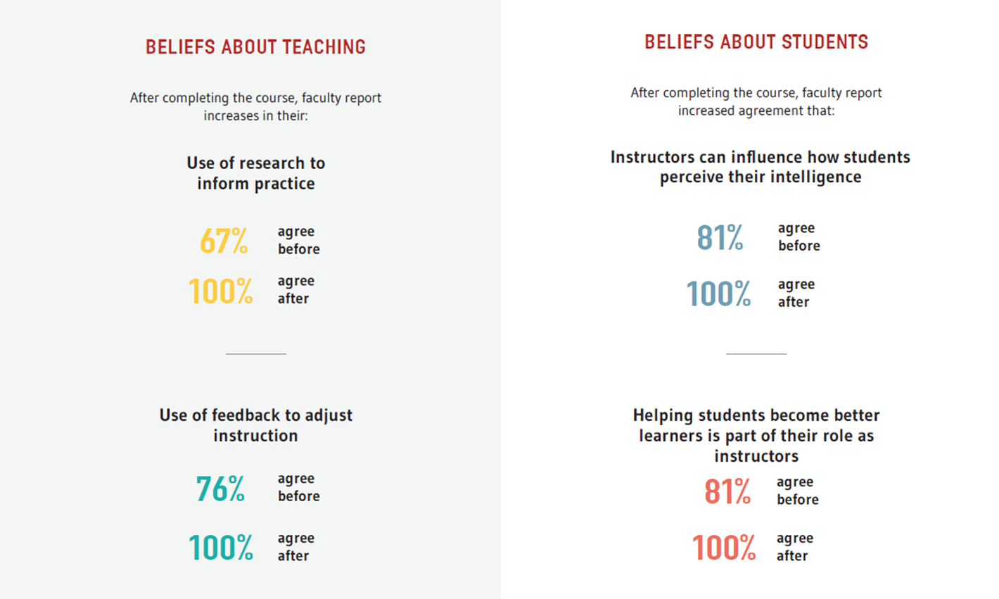 BELIEFS ABOUT TEACHING
After completing the course, faculty report
increases in their:
Use of research to
inform practice
67% agree
before
100% agree
after
Use of feedback to adjust
instruction
76% agree
before
100% agree
after
BELIEFS ABOUT STUDENTS
After completing the course, faculty report
increased agreement that:
Instructors can influence how students
perceive their intelligence
81% agree
before
100% agree
after
Helping students become better
learners is part of their role as
instructors
81% agree
before
100% agree
after